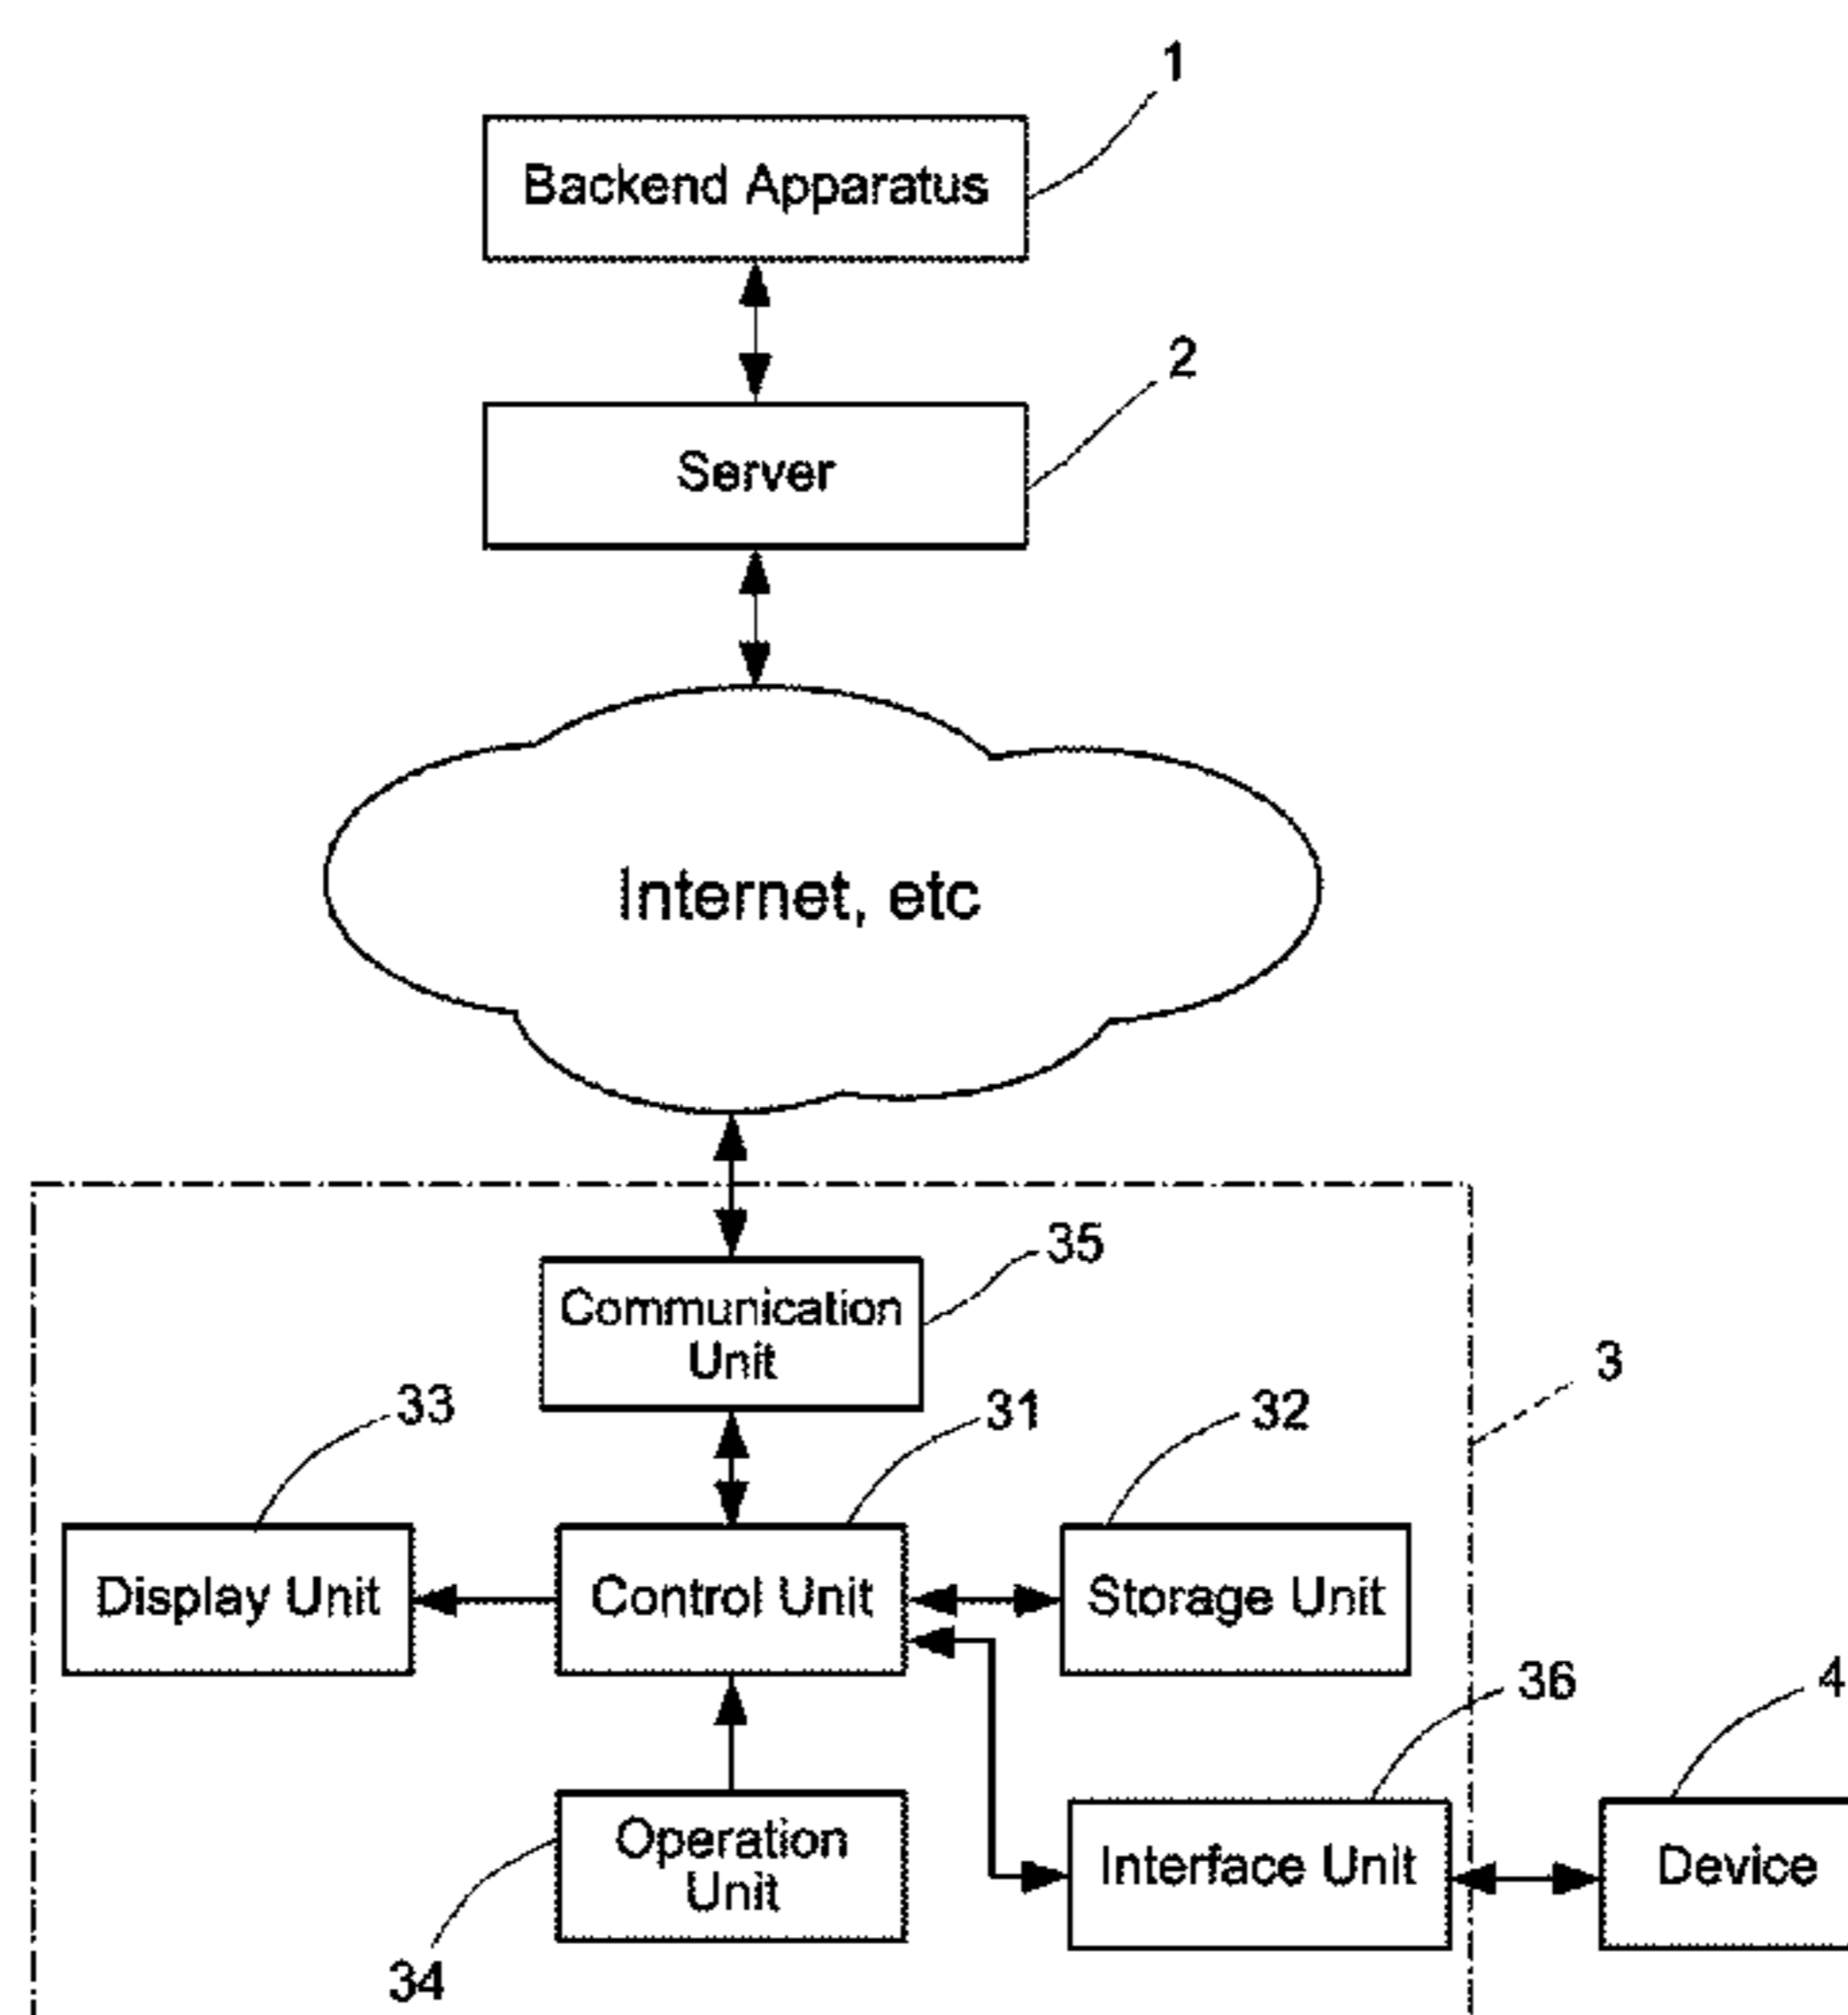 1
Backend Apparatus
2
Server
Internet, etc
35
Communication
Unit
3
33
31
32
Display Unit
Control Unit
Storage Unit
36
4
Operation
Unit
Interface Unit
Device
34